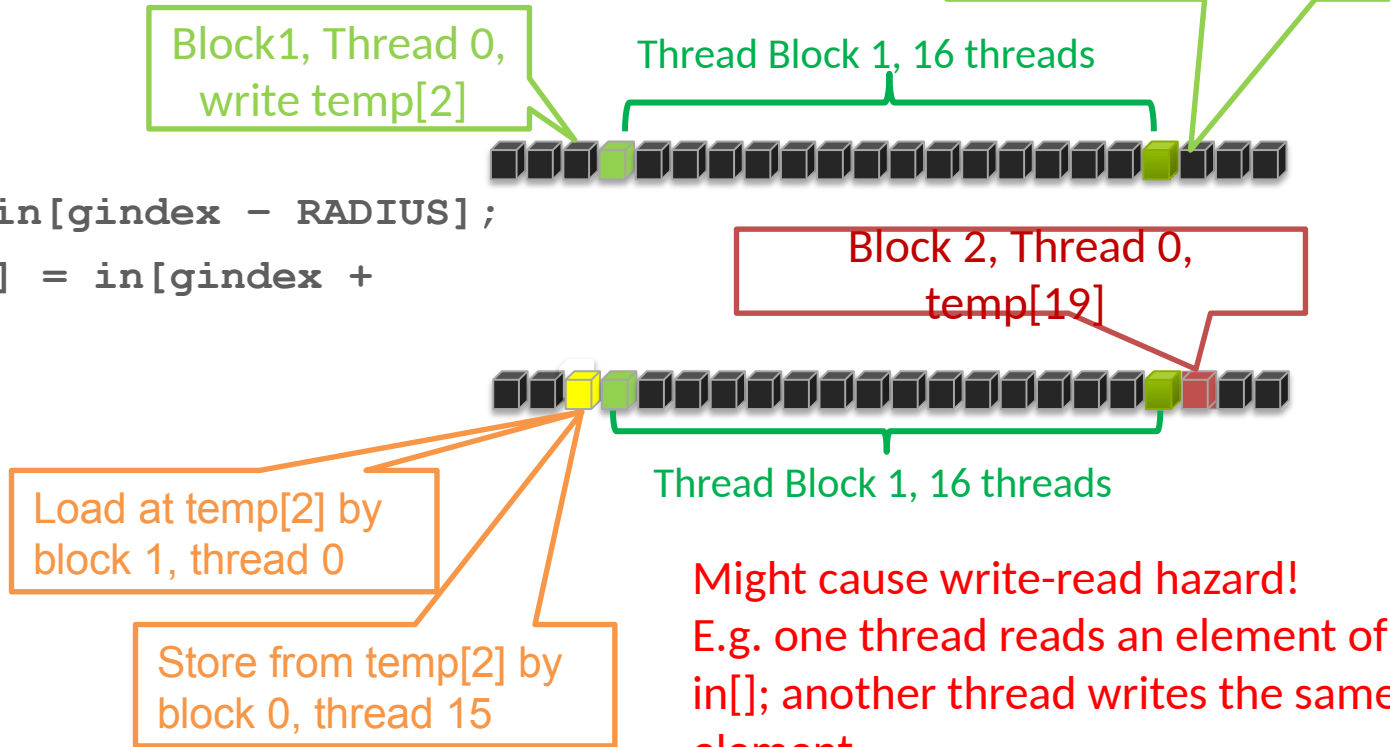 Block1, Thread 0,
write temp[2]
Thread Block 1, 16 threads
in[gindex – RADIUS];
] = in[gindex +
Block 2, Thread 0,
temp[19]
Thread Block 1, 16 threads
Load at temp[2] by
block 1, thread 0
Store from temp[2] by
block 0, thread 15
Might cause write-read hazard!
E.g. one thread reads an element of
in[]; another thread writes the same
element